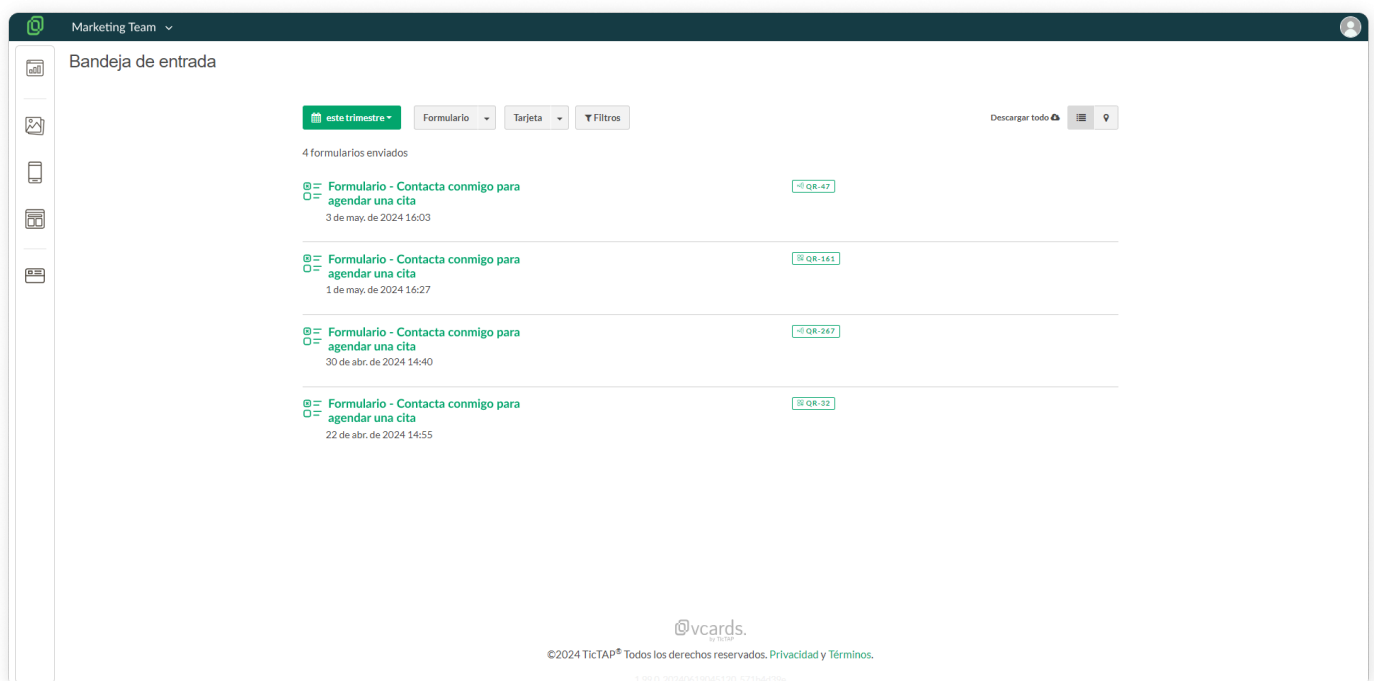 Marketing Team
Bandeja de entrada
este trimestre
Formulario
Tarjeta
Filtros
Descargar todo
4 formularios enviados
Formulario - Contacta conmigo para
agendar una cita
QR-47
3 de may. de 2024 16:03
Formulario - Contacta conmigo para
agendar una cita
QR-161
1 de may. de 2024 16:27
Formulario - Contacta conmigo para
agendar una cita
QR-267
30 de abr. de 2024 14:40
Formulario - Contacta conmigo para
agendar una cita
QR-32
22 de abr. de 2024 14:55
vcards.
by TicTAP
©2024 TicTAP® Todos los derechos reservados. Privacidad y Términos.